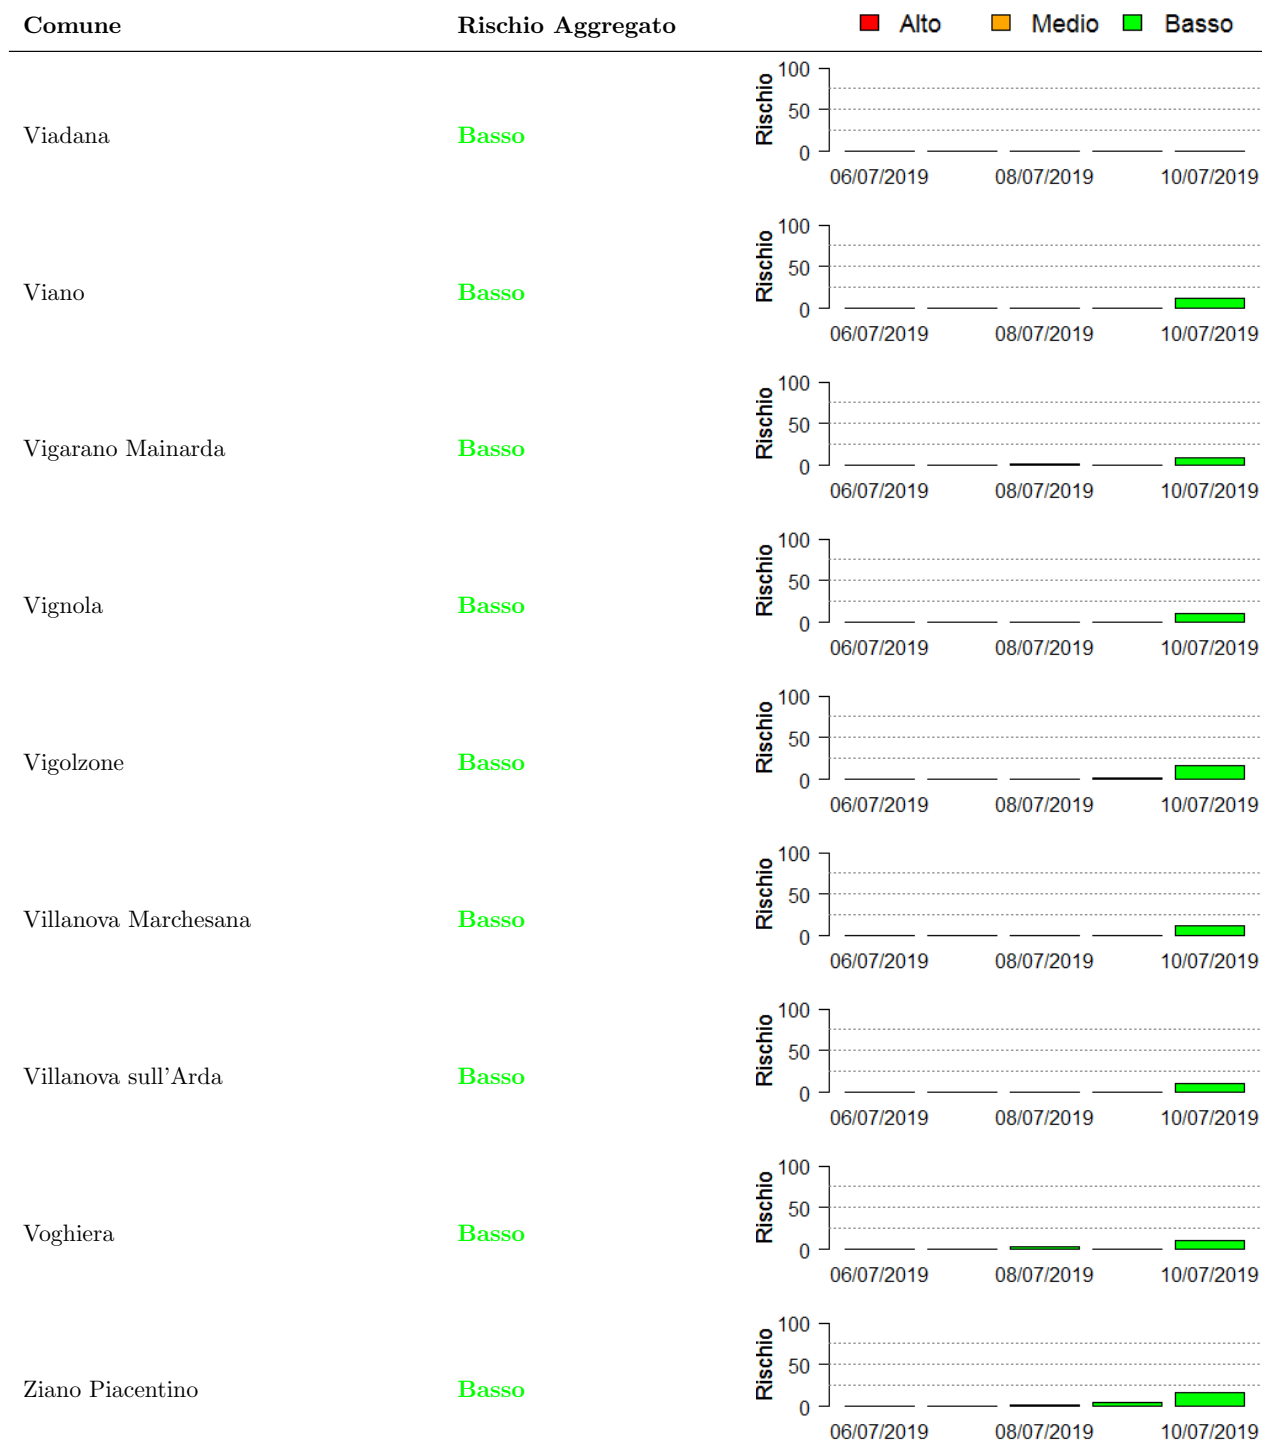 Comune Rischio Aggregato Alto Medio Basso
100
Rischio
50
Viadana Basso
0
06/07/2019 08/07/2019 10/07/2019
100
Rischio
50
Viano Basso
0
06/07/2019 08/07/2019 10/07/2019
100
Rischio
50
Vigarano Mainarda Basso
0
06/07/2019 08/07/2019 10/07/2019
100
Rischio
50
Vignola Basso
0
06/07/2019 08/07/2019 10/07/2019
100
Rischio
50
Vigolzone Basso
0
06/07/2019 08/07/2019 10/07/2019
100
Rischio
50
Villanova Marchesana Basso
0
06/07/2019 08/07/2019 10/07/2019
100
Rischio
50
Villanova sull'Arda Basso
0
06/07/2019 08/07/2019 10/07/2019
100
Rischio
50
Voghiera Basso
0
06/07/2019 08/07/2019 10/07/2019
100
Rischio
50
Ziano Piacentino Basso
0
06/07/2019 08/07/2019 10/07/2019